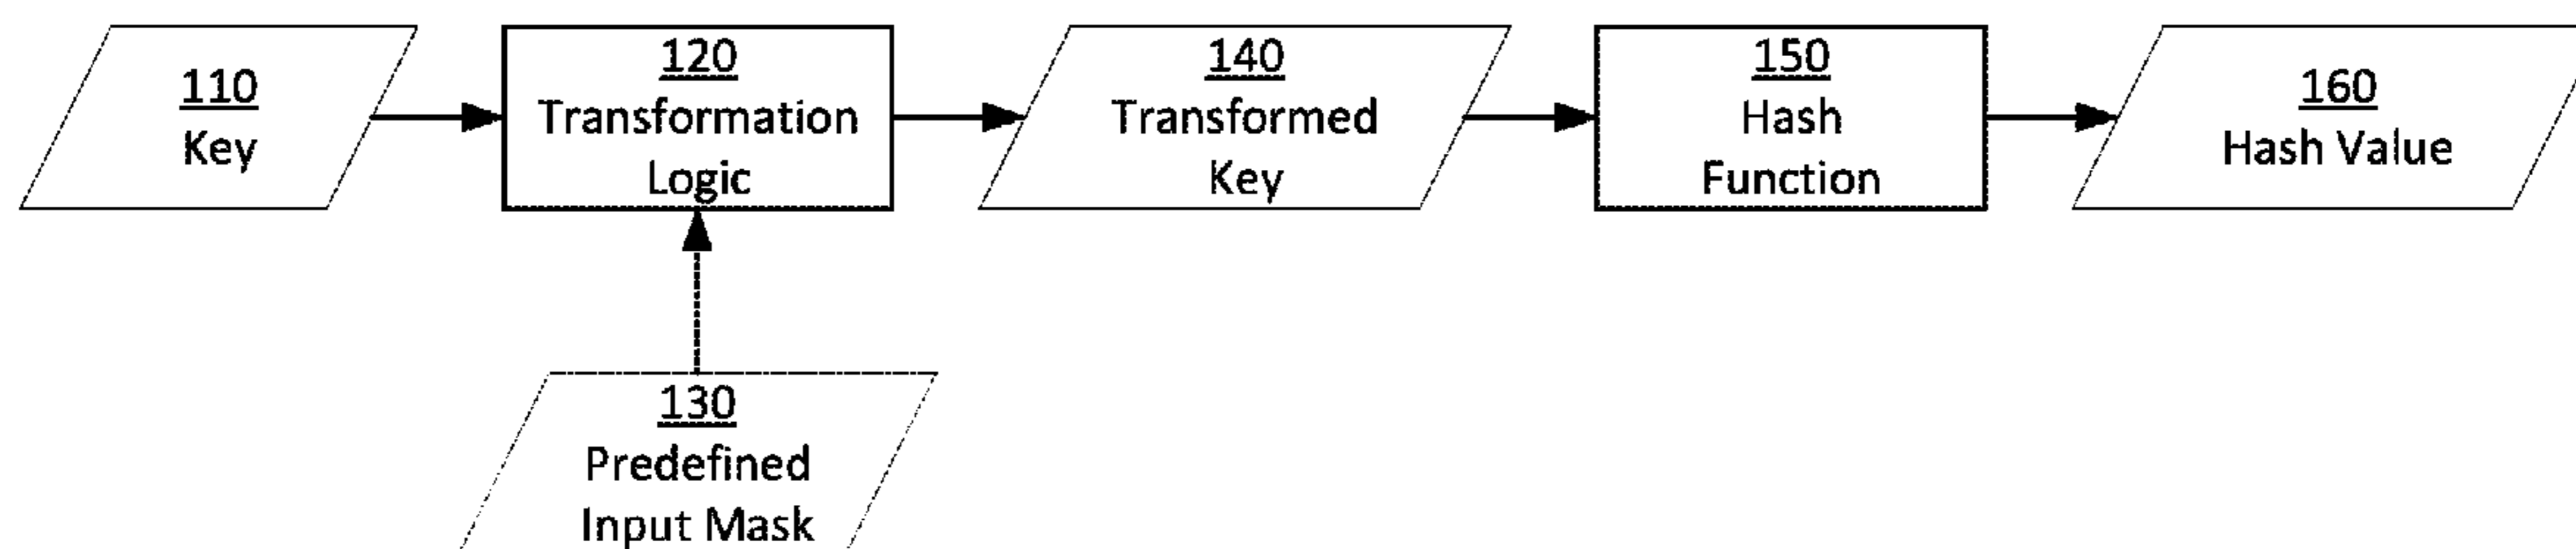 110
Key
120
Transformation
Logic
140
Transformed
Key
150
Hash
Function
160
Hash Value
130
Predefined
Input Mask